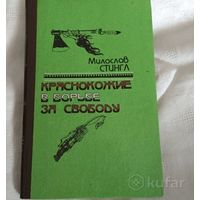 Милослав
СТИНГЛ
КРАСНОКОЖИЕ
В БОРЬБЕ
ЗА СВОБОДУ
kufar